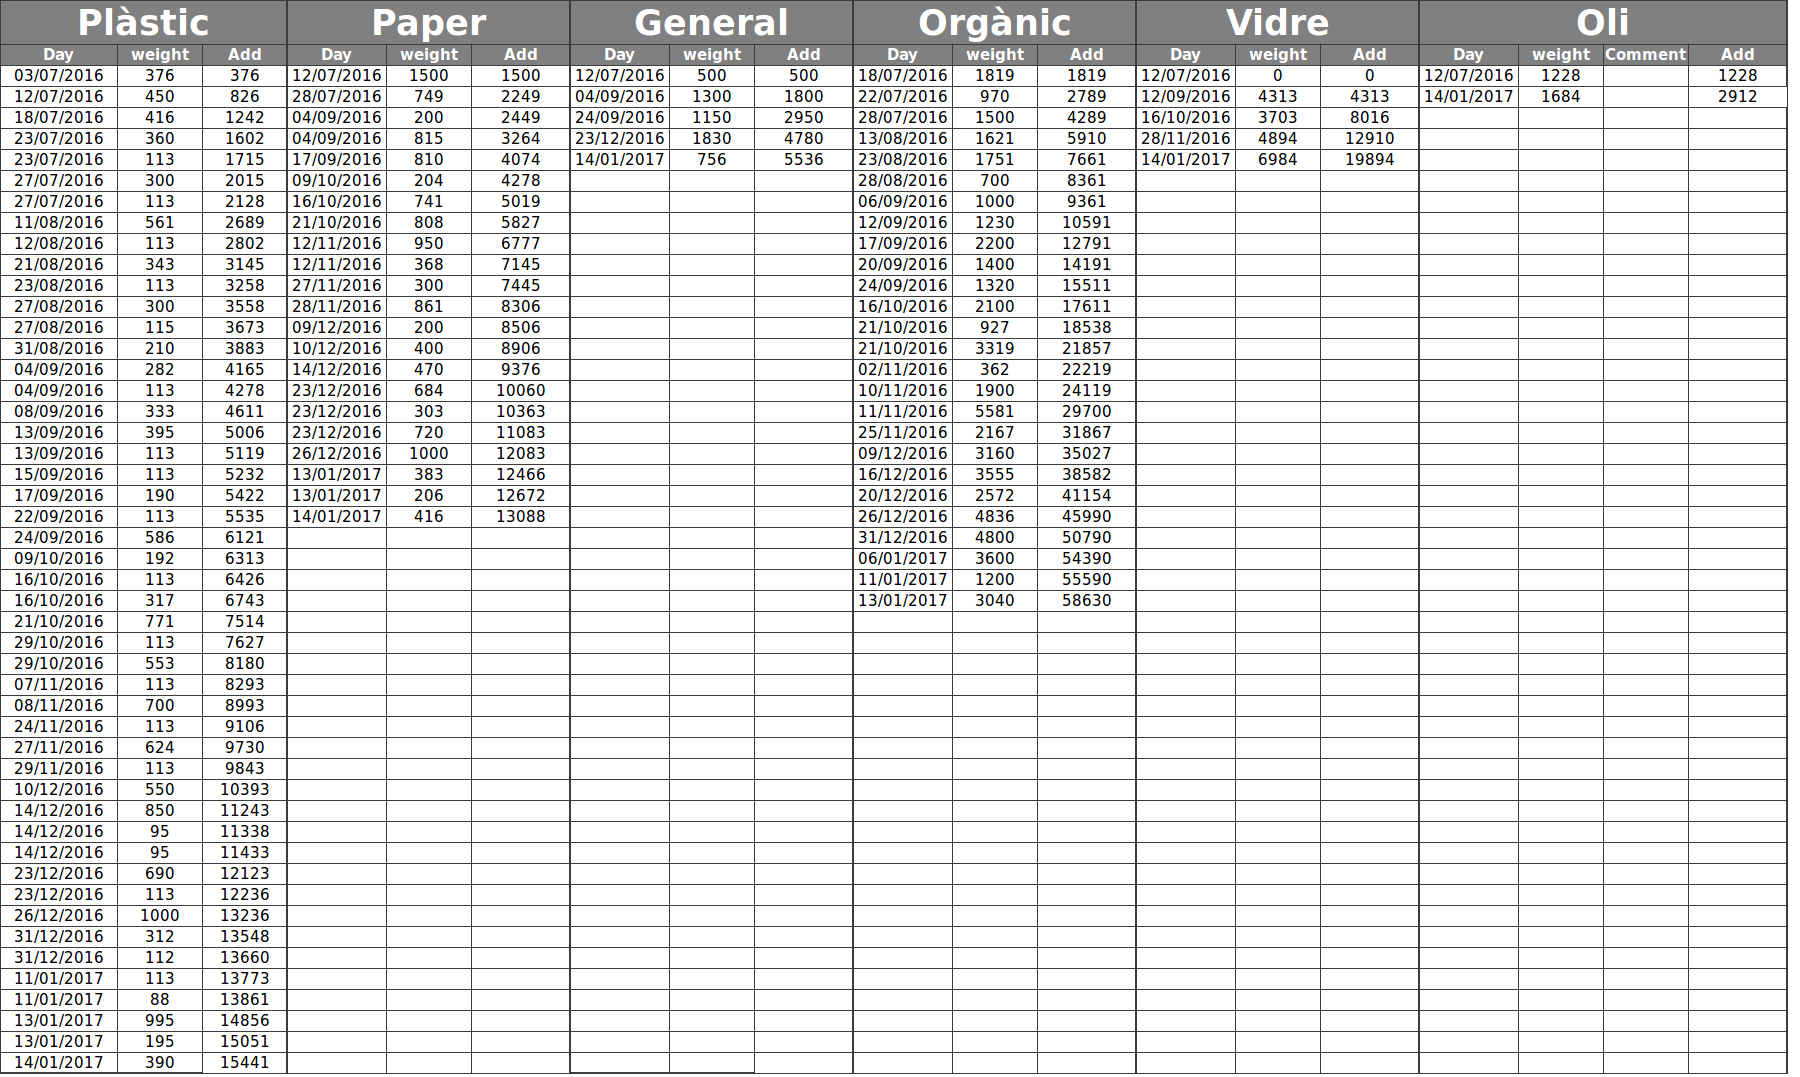 Plàstic Paper General Orgànic Vidre Oli
Day weight Add Day weight Add Day weight Add Day weight Add Day weight Add Day weight Comment Add
03/07/2016 376 376 12/07/2016 1500 1500 12/07/2016 500 500 18/07/2016 1819 1819 12/07/2016 0 0 12/07/2016 1228 1228
12/07/2016 450 826 28/07/2016 749 2249 04/09/2016 1300 1800 22/07/2016 970 2789 12/09/2016 4313 4313 14/01/2017 1684 2912
18/07/2016 416 1242 04/09/2016 200 2449 24/09/2016 1150 2950 28/07/2016 1500 4289 16/10/2016 3703 8016
23/07/2016 360 1602 04/09/2016 815 3264 23/12/2016 1830 4780 13/08/2016 1621 5910 28/11/2016 4894 12910
23/07/2016 113 1715 17/09/2016 810 4074 14/01/2017 756 5536 23/08/2016 1751 7661 14/01/2017 6984 19894
27/07/2016 300 2015 09/10/2016 204 4278 28/08/2016 700 8361
27/07/2016 113 2128 16/10/2016 741 5019 06/09/2016 1000 9361
11/08/2016 561 2689 21/10/2016 808 5827 12/09/2016 1230 10591
12/08/2016 113 2802 12/11/2016 950 6777 17/09/2016 2200 12791
21/08/2016 343 3145 12/11/2016 368 7145 20/09/2016 1400 14191
23/08/2016 113 3258 27/11/2016 300 7445 24/09/2016 1320 15511
27/08/2016 300 3558 28/11/2016 861 8306 16/10/2016 2100 17611
27/08/2016 115 3673 09/12/2016 200 8506 21/10/2016 927 18538
31/08/2016 210 3883 10/12/2016 400 8906 21/10/2016 3319 21857
04/09/2016 282 4165 14/12/2016 470 9376 02/11/2016 362 22219
04/09/2016 113 4278 23/12/2016 684 10060 10/11/2016 1900 24119
08/09/2016 333 4611 23/12/2016 303 10363 11/11/2016 5581 29700
13/09/2016 395 5006 23/12/2016 720 11083 25/11/2016 2167 31867
13/09/2016 113 5119 26/12/2016 1000 12083 09/12/2016 3160 35027
15/09/2016 113 5232 13/01/2017 383 12466 16/12/2016 3555 38582
17/09/2016 190 5422 13/01/2017 206 12672 20/12/2016 2572 41154
22/09/2016 113 5535 14/01/2017 416 13088 26/12/2016 4836 45990
24/09/2016 586 6121 31/12/2016 4800 50790
09/10/2016 192 6313 06/01/2017 3600 54390
16/10/2016 113 6426 11/01/2017 1200 55590
16/10/2016 317 6743 13/01/2017 3040 58630
21/10/2016 771 7514
29/10/2016 113 7627
29/10/2016 553 8180
07/11/2016 113 8293
08/11/2016 700 8993
24/11/2016 113 9106
27/11/2016 624 9730
29/11/2016 113 9843
10/12/2016 550 10393
14/12/2016 850 11243
14/12/2016 95 11338
14/12/2016 95 11433
23/12/2016 690 12123
23/12/2016 113 12236
26/12/2016 1000 13236
31/12/2016 312 13548
31/12/2016 112 13660
11/01/2017 113 13773
11/01/2017 88 13861
13/01/2017 995 14856
13/01/2017 195 15051
14/01/2017 390 15441